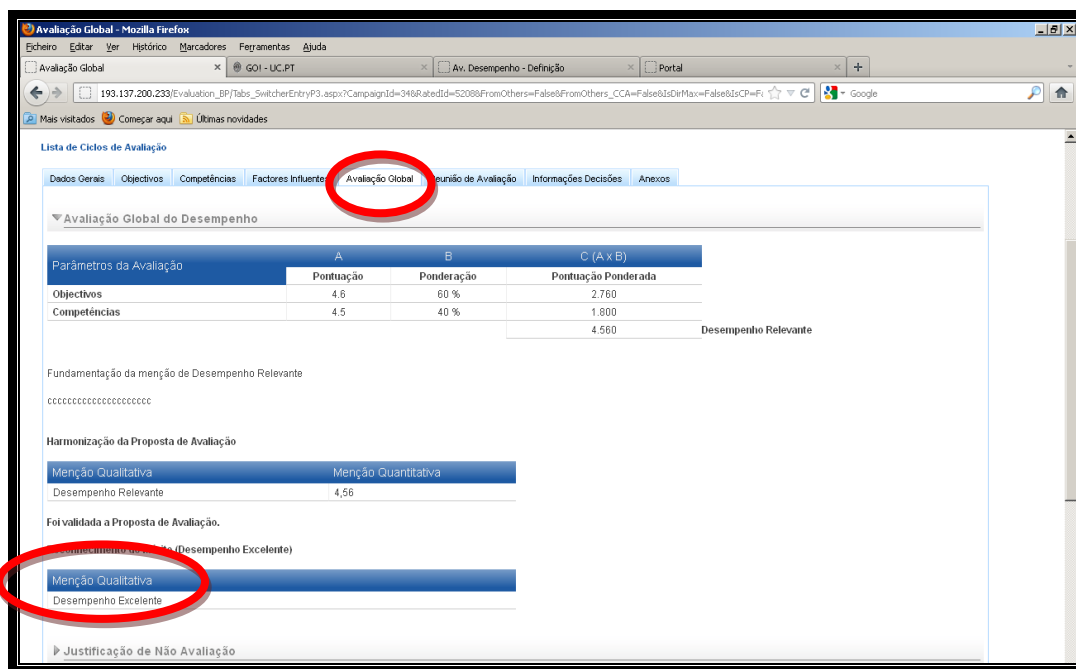 Avaliação Global - Mozilla Firefox
Ficheiro Editar Ver Histórico Marcadores Ferramentas Ajuda
Avaliação Global × GO! - UC.PT × Av. Desempenho - Definição × Portal × +
193.137.200.233/Evaluation_BP/Tabs_SwitcherEntryP3.aspx?CampaignId=34&RatedId=5208&FromOthers=False&FromOthers_CCA=False&IsDirMax=False&IsCP=F Google
Mais visitados Começar aqui Últimas novidades
Lista de Ciclos de Avaliação
Dados Gerais Objectivos Competências Factores Influentes Avaliação Global Reunião de Avaliação Informações Decisões Anexos
Avaliação Global do Desempenho
Parâmetros da Avaliação A B C (A x B)
Pontuação Ponderação Pontuação Ponderada
Objectivos 4.6 60 % 2.760
Competências 4.5 40 % 1.800
4.560 Desempenho Relevante
Fundamentação da menção de Desempenho Relevante
ccccccccccccccccccccc
Harmonização da Proposta de Avaliação
Menção Qualitativa Menção Quantitativa
Desempenho Relevante 4,56
Foi validada a Proposta de Avaliação.
(Desempenho Excelente)
Menção Qualitativa
Desempenho Excelente
Justificação de Não Avaliação